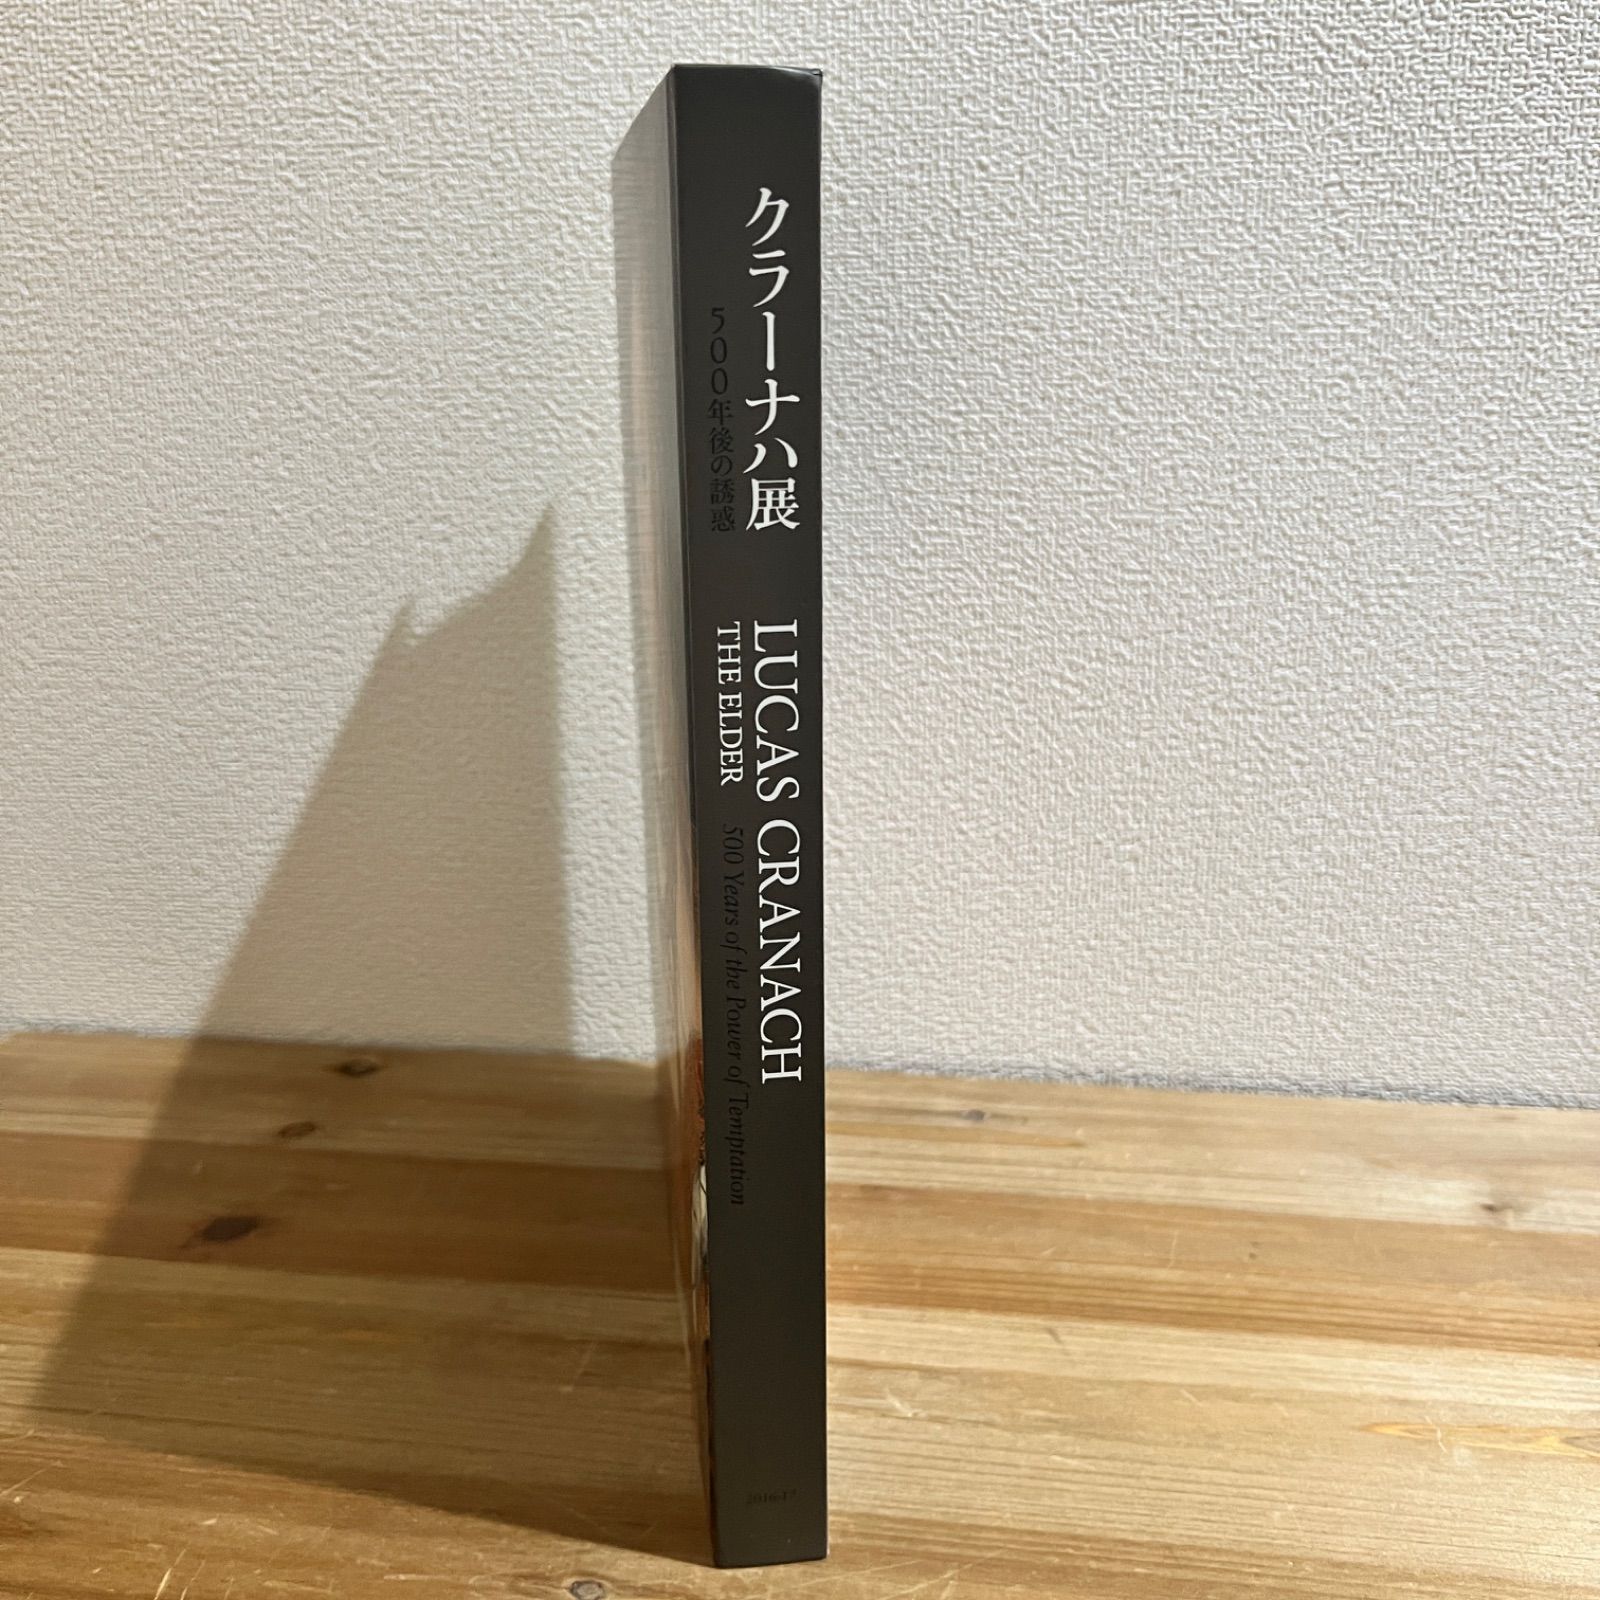 クラーナハ展
500年後の誘惑
LUCAS CRANACH
THE ELDER
500 Years of the Power of Temptation
2016-17